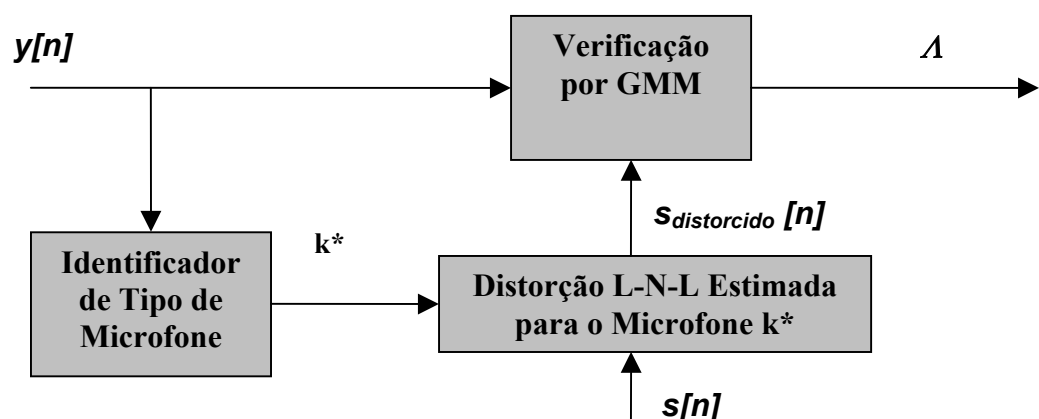 y[n]
Verificação
por GMM
Λ
s_distorcido [n]
Identificador
de Tipo de
Microfone
k*
Distorção L-N-L Estimada
para o Microfone k*
s[n]